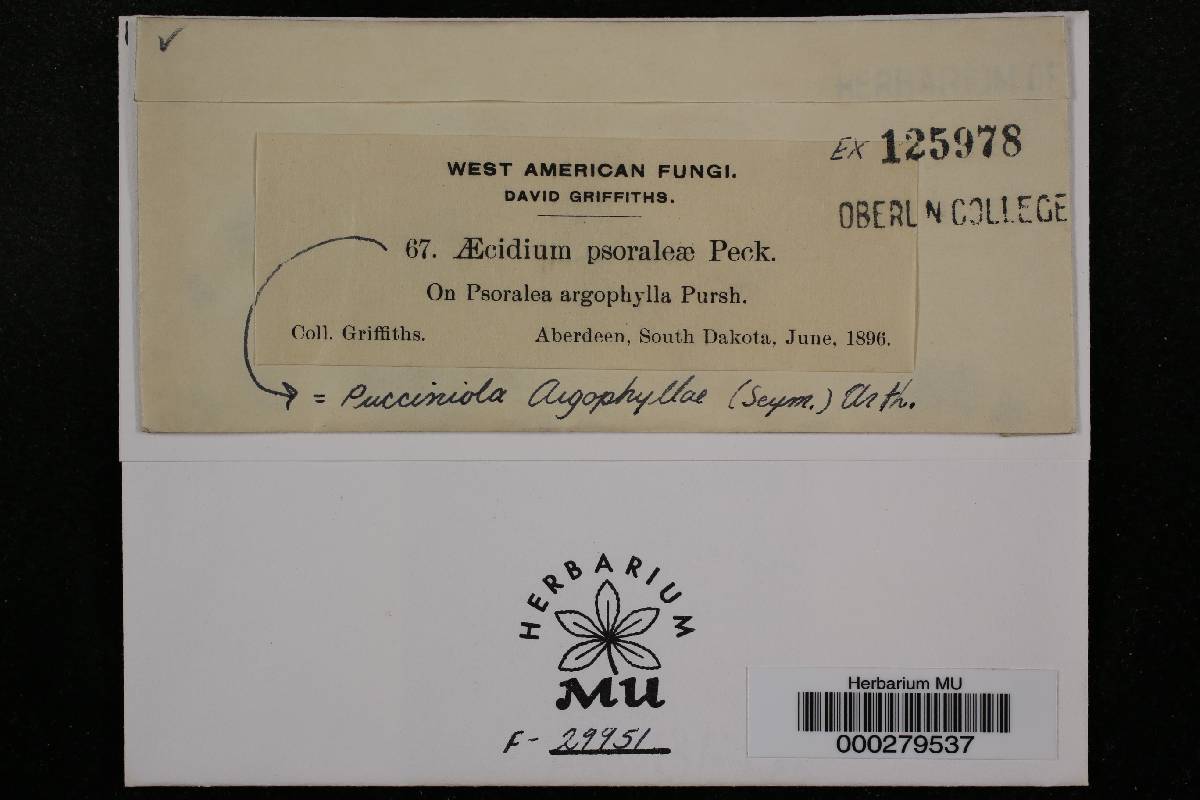 ✓
WEST AMERICAN FUNGI.
DAVID GRIFFITHS.
EX 125978
OBERLIN COLLEGE
67. Æcidium psoraleæ Peck.
On Psoralea argophylla Pursh.
Coll. Griffiths. Aberdeen, South Dakota, June, 1896.
= Pucciniola Argophyllae (Seym.) Arth.
HERBARIUM
MU
F- 29951
Herbarium MU
000279537